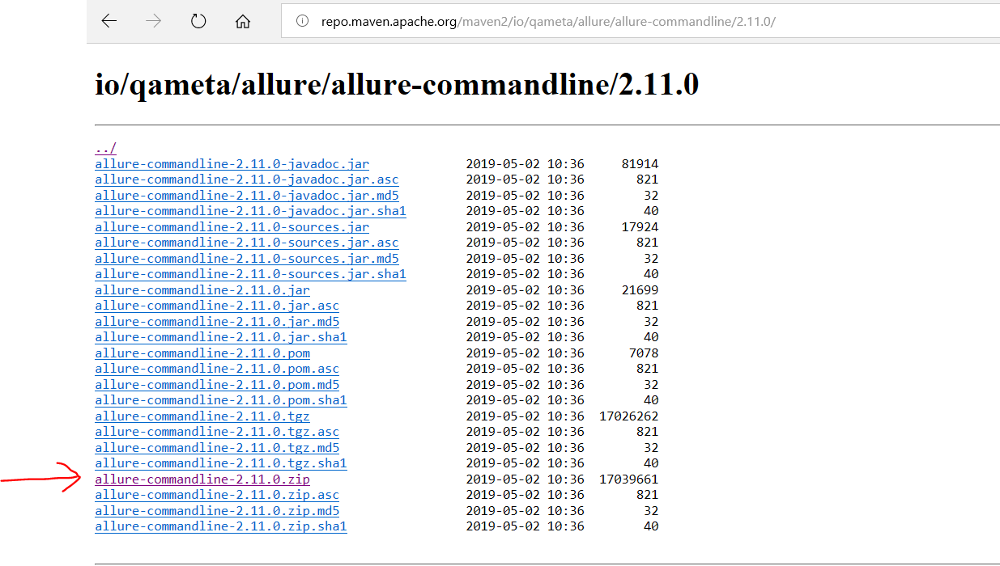 repo.maven.apache.org/maven2/io/qameta/allure/allure-commandline/2.11.0/
io/qameta/allure/allure-commandline/2.11.0
../
allure-commandline-2.11.0-javadoc.jar 2019-05-02 10:36 81914
allure-commandline-2.11.0-javadoc.jar.asc 2019-05-02 10:36 821
allure-commandline-2.11.0-javadoc.jar.md5 2019-05-02 10:36 32
allure-commandline-2.11.0-javadoc.jar.sha1 2019-05-02 10:36 40
allure-commandline-2.11.0-sources.jar 2019-05-02 10:36 17924
allure-commandline-2.11.0-sources.jar.asc 2019-05-02 10:36 821
allure-commandline-2.11.0-sources.jar.md5 2019-05-02 10:36 32
allure-commandline-2.11.0-sources.jar.sha1 2019-05-02 10:36 40
allure-commandline-2.11.0.jar 2019-05-02 10:36 21699
allure-commandline-2.11.0.jar.asc 2019-05-02 10:36 821
allure-commandline-2.11.0.jar.md5 2019-05-02 10:36 32
allure-commandline-2.11.0.jar.sha1 2019-05-02 10:36 40
allure-commandline-2.11.0.pom 2019-05-02 10:36 7078
allure-commandline-2.11.0.pom.asc 2019-05-02 10:36 821
allure-commandline-2.11.0.pom.md5 2019-05-02 10:36 32
allure-commandline-2.11.0.pom.sha1 2019-05-02 10:36 40
allure-commandline-2.11.0.tgz 2019-05-02 10:36 17026262
allure-commandline-2.11.0.tgz.asc 2019-05-02 10:36 821
allure-commandline-2.11.0.tgz.md5 2019-05-02 10:36 32
allure-commandline-2.11.0.tgz.sha1 2019-05-02 10:36 40
allure-commandline-2.11.0.zip 2019-05-02 10:36 17039661
allure-commandline-2.11.0.zip.asc 2019-05-02 10:36 821
allure-commandline-2.11.0.zip.md5 2019-05-02 10:36 32
allure-commandline-2.11.0.zip.sha1 2019-05-02 10:36 40